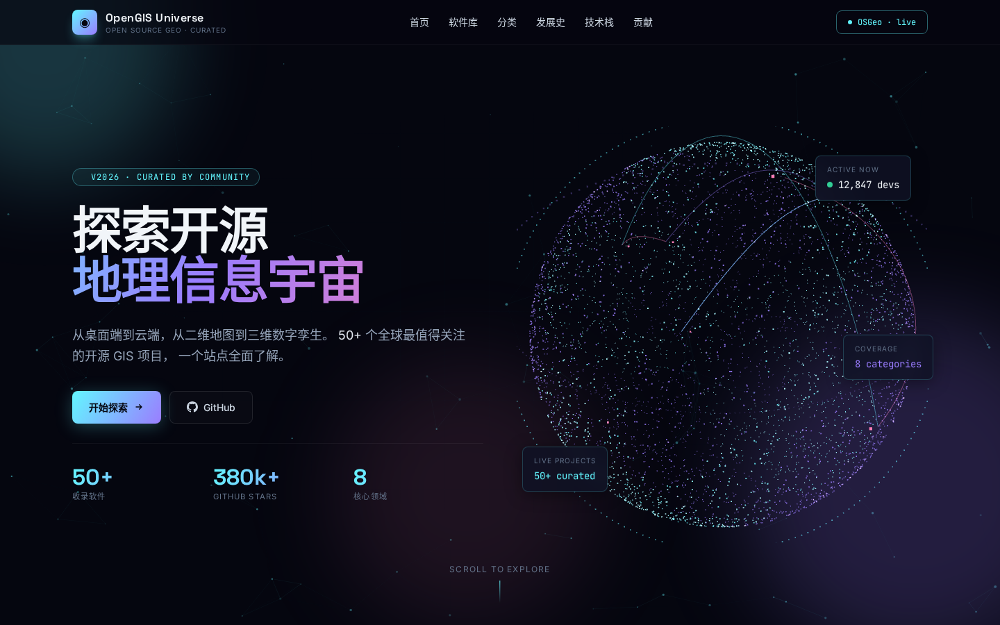 OpenGIS Universe
OPEN SOURCE GEO · CURATED
首页
软件库
分类
发展史
技术栈
贡献
OSGeo · live
V2026 · CURATED BY COMMUNITY
探索开源
地理信息宇宙
从桌面端到云端，从二维地图到三维数字孪生。 50+ 个全球最值得关注
的开源 GIS 项目， 一个站点全面了解。
开始探索 →
GitHub
50+
收录软件
380k+
GITHUB STARS
8
核心领域
ACTIVE NOW
12,847 devs
COVERAGE
8 categories
LIVE PROJECTS
50+ curated
SCROLL TO EXPLORE